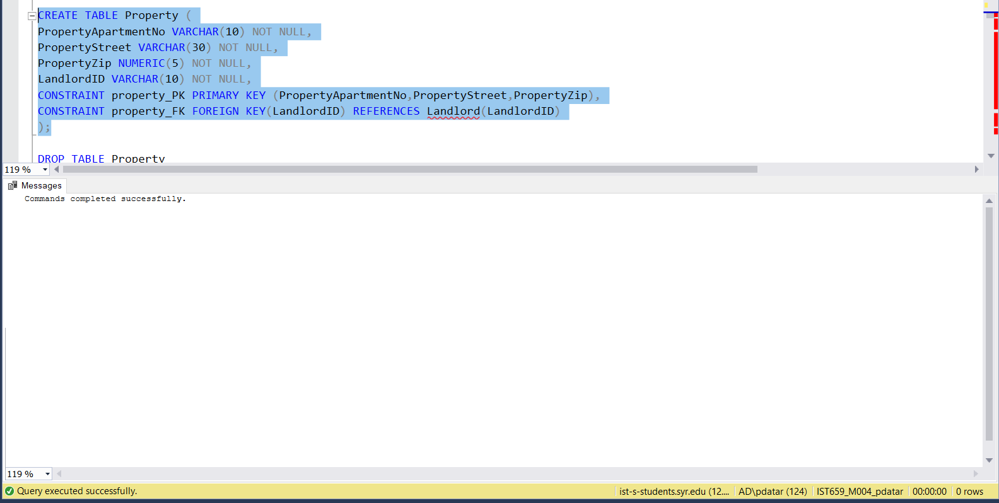 CREATE TABLE Property (
PropertyApartmentNo VARCHAR(10) NOT NULL,
PropertyStreet VARCHAR(30) NOT NULL,
PropertyZip NUMERIC(5) NOT NULL,
LandlordID VARCHAR(10) NOT NULL,
CONSTRAINT property_PK PRIMARY KEY (PropertyApartmentNo,PropertyStreet,PropertyZip),
CONSTRAINT property_FK FOREIGN KEY(LandlordID) REFERENCES Landlord(LandlordID)
);
DROP TABLE Property
119 %
Messages
Commands completed successfully.
119 %
Query executed successfully. ist-s-students.syr.edu (12.... AD\pdatar (124) IST659_M004_pdatar 00:00:00 0 rows